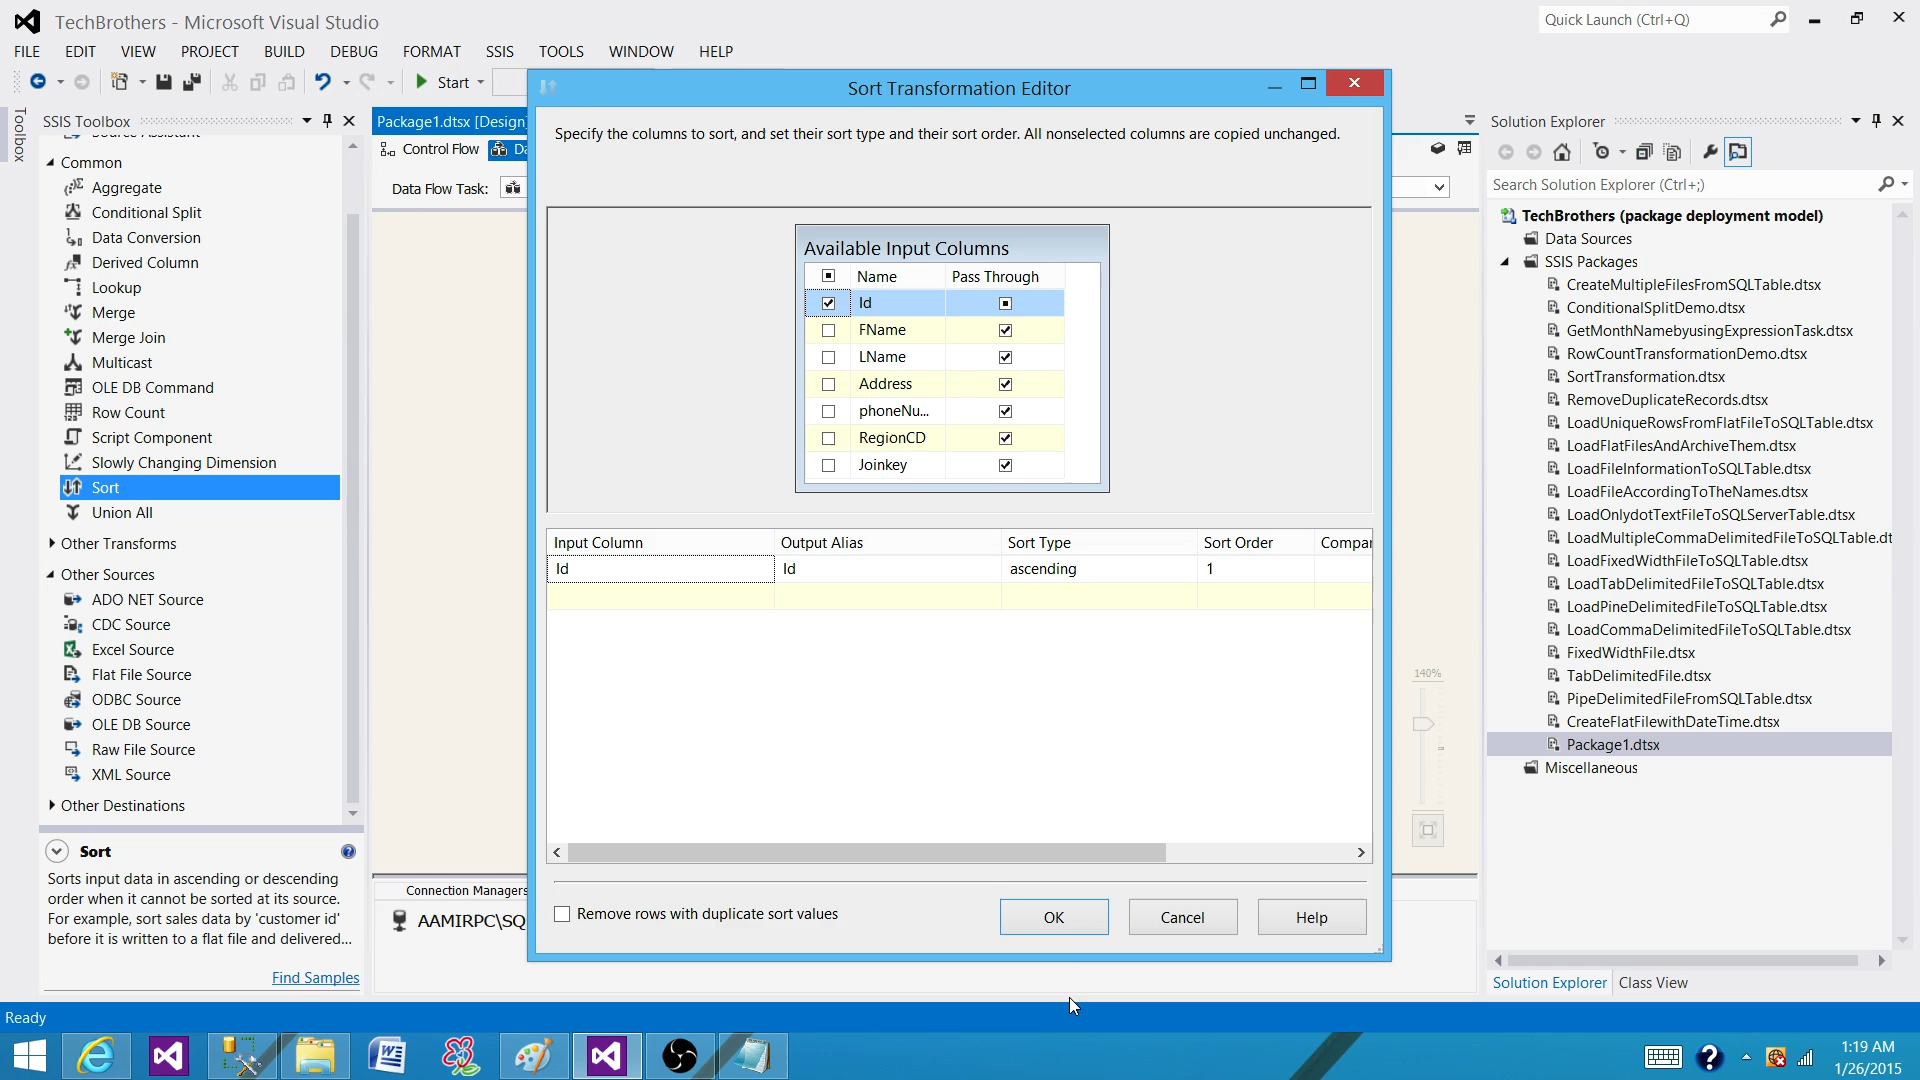 TechBrothers - Microsoft Visual Studio
Quick Launch (Ctrl+Q)
FILE EDIT VIEW PROJECT BUILD DEBUG FORMAT SSIS TOOLS WINDOW HELP
Start
Toolbox
SSIS Toolbox
Common
Aggregate
Conditional Split
Data Conversion
Derived Column
Lookup
Merge
Merge Join
Multicast
OLE DB Command
Row Count
Script Component
Slowly Changing Dimension
Sort
Union All
Other Transforms
Other Sources
ADO NET Source
CDC Source
Excel Source
Flat File Source
ODBC Source
OLE DB Source
Raw File Source
XML Source
Other Destinations
Sort
Sorts input data in ascending or descending
order when it cannot be sorted at its source.
For example, sort sales data by 'customer id'
before it is written to a flat file and delivered...
Find Samples
Package1.dtsx [Design]
Control Flow
Data Flow Task:
140%
Connection Managers
AAMIRPC\SQ
Sort Transformation Editor
Specify the columns to sort, and set their sort type and their sort order. All nonselected columns are copied unchanged.
Available Input Columns
Name Pass Through
Id
FName
LName
Address
phoneNu...
RegionCD
Joinkey
Input Column Output Alias Sort Type Sort Order Compar
Id Id ascending 1
Remove rows with duplicate sort values
OK Cancel Help
Solution Explorer
Search Solution Explorer (Ctrl+;)
TechBrothers (package deployment model)
Data Sources
SSIS Packages
CreateMultipleFilesFromSQLTable.dtsx
ConditionalSplitDemo.dtsx
GetMonthNamebyusingExpressionTask.dtsx
RowCountTransformationDemo.dtsx
SortTransformation.dtsx
RemoveDuplicateRecords.dtsx
LoadUniqueRowsFromFlatFileToSQLTable.dtsx
LoadFlatFilesAndArchiveThem.dtsx
LoadFileInformationToSQLTable.dtsx
LoadFileAccordingToTheNames.dtsx
LoadOnlydotTextFileToSQLServerTable.dtsx
LoadMultipleCommaDelimitedFileToSQLTable.dt
LoadFixedWidthFileToSQLTable.dtsx
LoadTabDelimitedFileToSQLTable.dtsx
LoadPineDelimitedFileToSQLTable.dtsx
LoadCommaDelimitedFileToSQLTable.dtsx
FixedWidthFile.dtsx
TabDelimitedFile.dtsx
PipeDelimitedFileFromSQLTable.dtsx
CreateFlatFilewithDateTime.dtsx
Package1.dtsx
Miscellaneous
Solution Explorer Class View
Ready
1:19 AM
1/26/2015